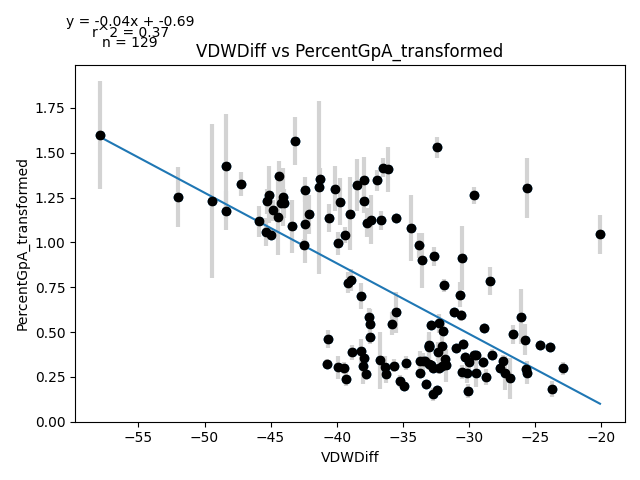 y = -0.04x + -0.69
r^2 = 0.37
n = 129
VDWDiff vs PercentGpA_transformed
PercentGpA_transformed
1.75
1.50
1.25
1.00
0.75
0.50
0.25
0.00
−55 −50 −45 −40 −35 −30 −25 −20
VDWDiff